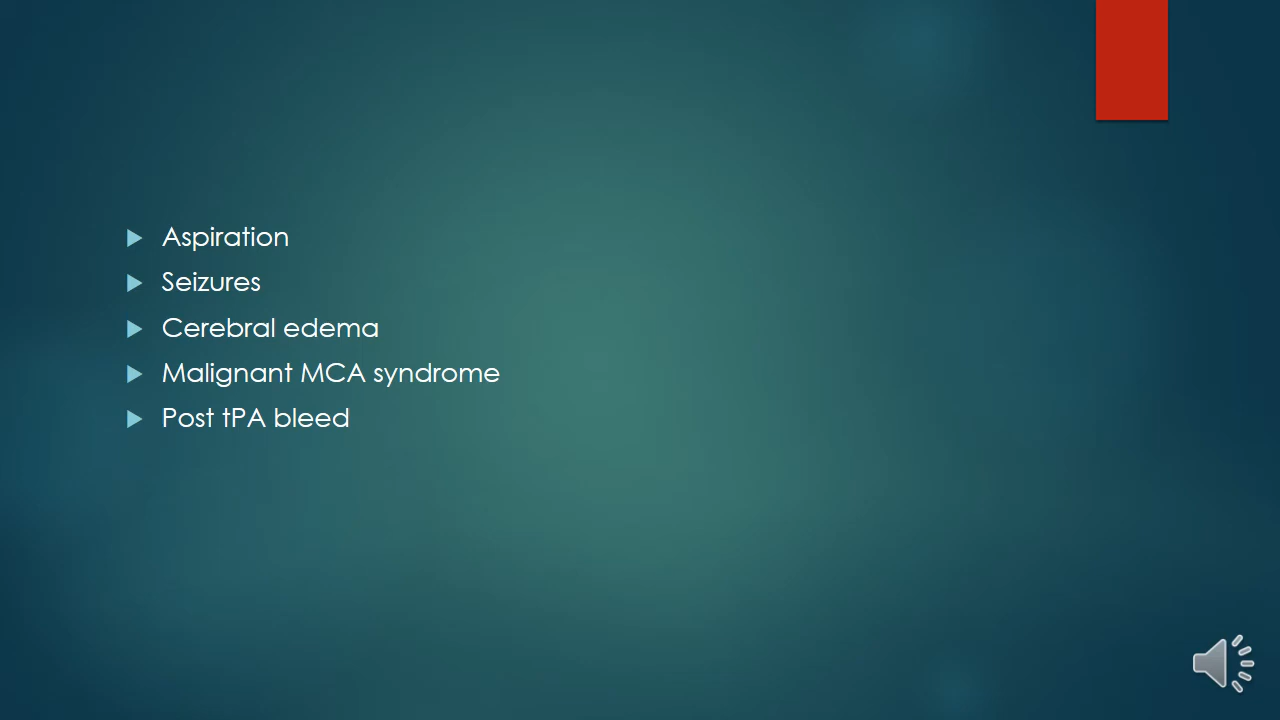 Aspiration
Seizures
Cerebral edema
Malignant MCA syndrome
Post tPA bleed